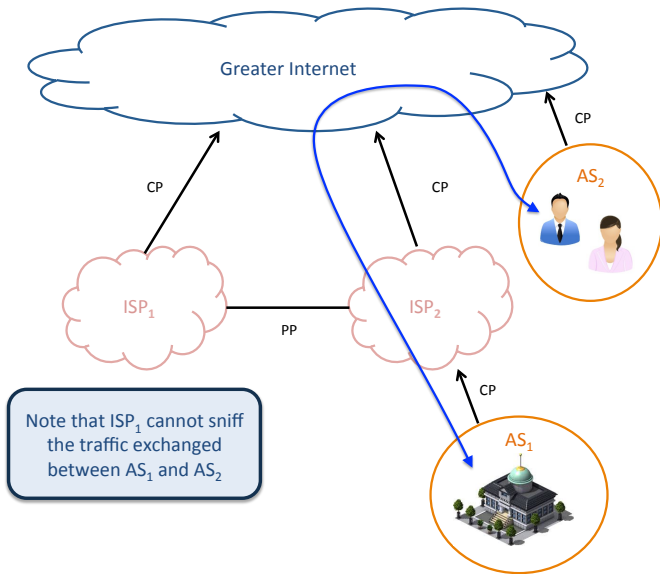 Greater Internet
CP
AS₂
CP
CP
ISP₁
ISP₂
PP
CP
Note that ISP₁ cannot sniff
the traffic exchanged
between AS₁ and AS₂
AS₁